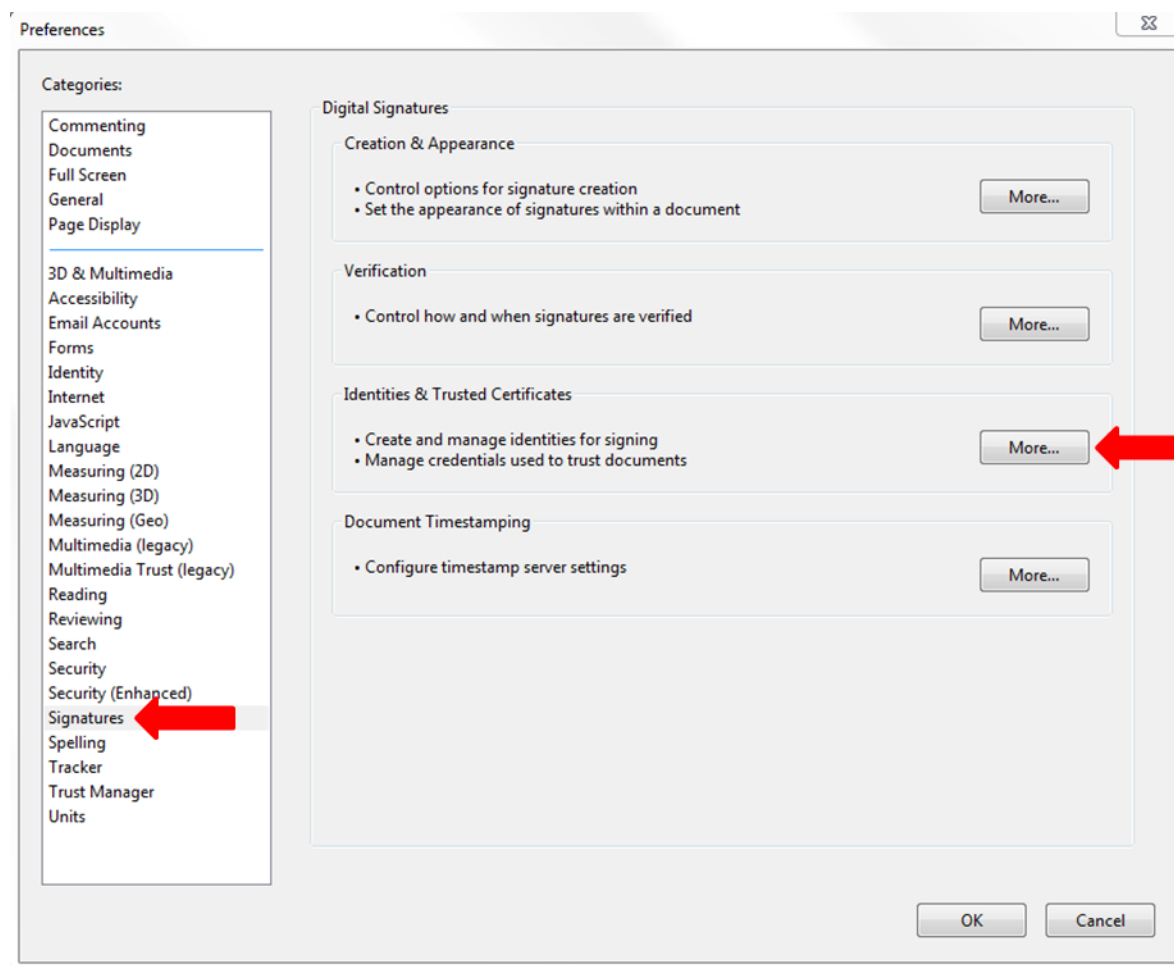 Preferences
Categories:
Commenting
Documents
Full Screen
General
Page Display
3D & Multimedia
Accessibility
Email Accounts
Forms
Identity
Internet
JavaScript
Language
Measuring (2D)
Measuring (3D)
Measuring (Geo)
Multimedia (legacy)
Multimedia Trust (legacy)
Reading
Reviewing
Search
Security
Security (Enhanced)
Signatures
Spelling
Tracker
Trust Manager
Units
Digital Signatures
Creation & Appearance
• Control options for signature creation
• Set the appearance of signatures within a document
More...
Verification
• Control how and when signatures are verified
More...
Identities & Trusted Certificates
• Create and manage identities for signing
• Manage credentials used to trust documents
More...
Document Timestamping
• Configure timestamp server settings
More...
OK
Cancel